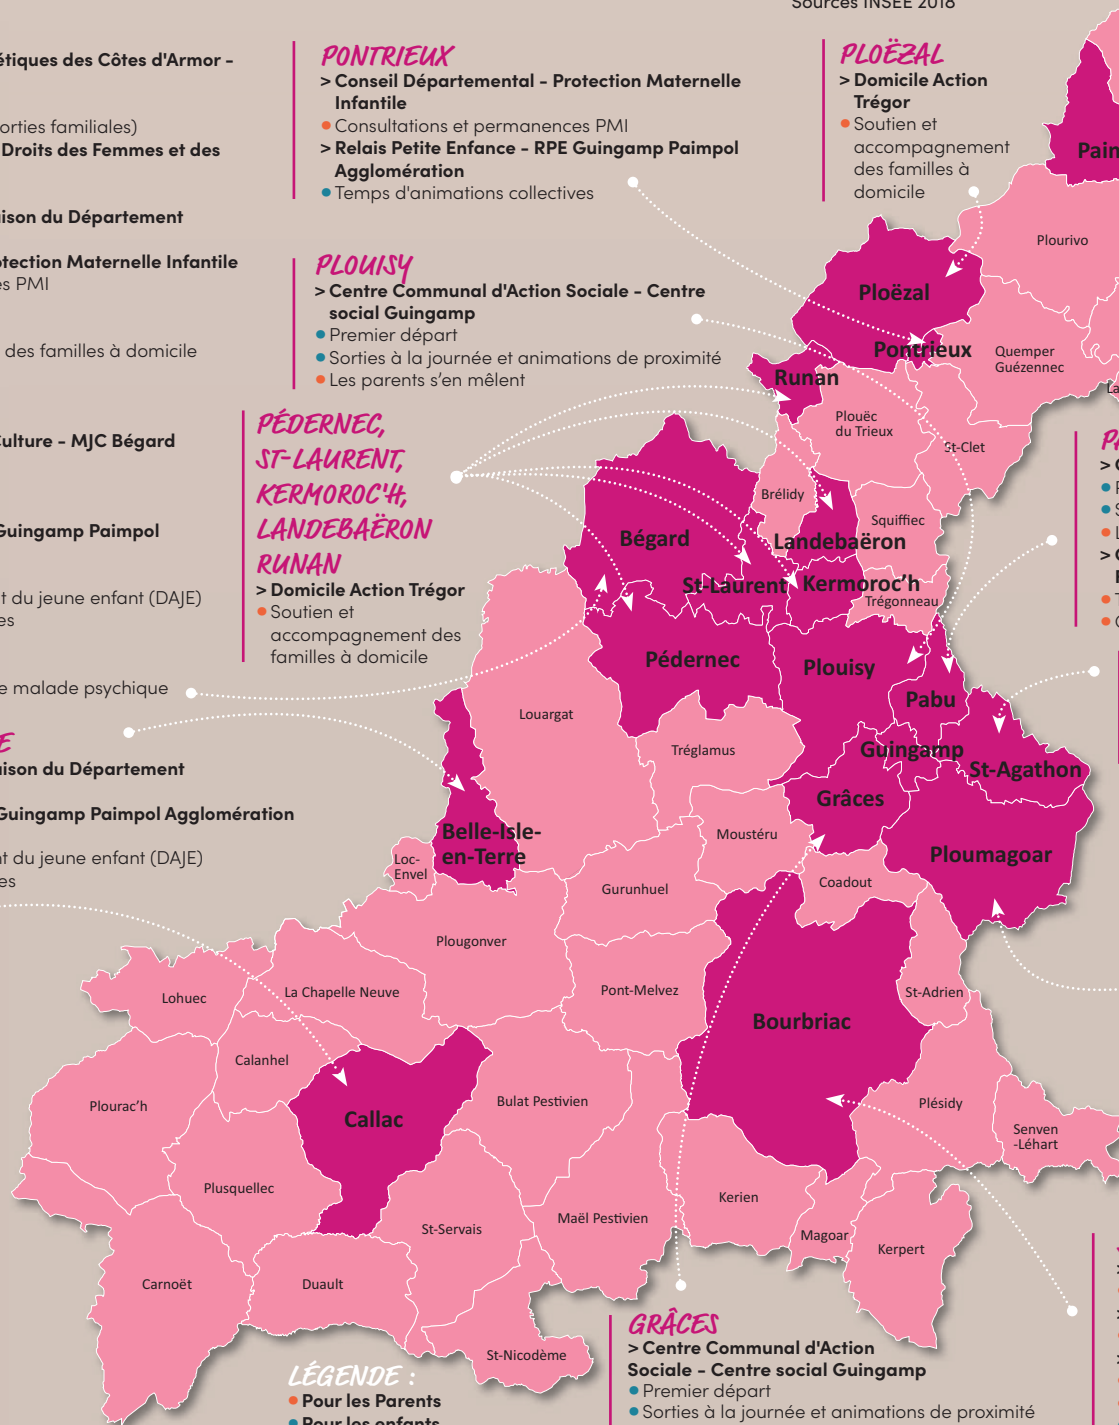 Sources INSEE 2018
étiques des Côtes d'Armor -
orties familiales)
Droits des Femmes et des
ison du Département
otection Maternelle Infantile
es PMI
des familles à domicile
Culture - MJC Bégard
Guingamp Paimpol
t du jeune enfant (DAJE)
es
e malade psychique
E
ison du Département
Guingamp Paimpol Agglomération
nt du jeune enfant (DAJE)
es
PONTRIEUX
> Conseil Départemental - Protection Maternelle
Infantile
• Consultations et permanences PMI
> Relais Petite Enfance - RPE Guingamp Paimpol
Agglomération
• Temps d'animations collectives
PLOËZAL
> Domicile Action
Trégor
• Soutien et
accompagnement
des familles à
domicile
PLOUISY
> Centre Communal d'Action Sociale - Centre
social Guingamp
• Premier départ
• Sorties à la journée et animations de proximité
• Les parents s’en mêlent
PÉDERNEC,
ST-LAURENT,
KERMOROC'H,
LANDEBAËRON
RUNAN
> Domicile Action Trégor
• Soutien et
accompagnement des
familles à domicile
Pain
Plourivo
Ploëzal
Pontrieux
Quemper
Guézennec
La
Runan
Plouëc
du Trieux
St-Clet
Brélidy
Squiffiec
Bégard
Landebaëron
St-Laurent
Kermoroc’h
Trégonneau
Pédernec
Plouisy
Pabu
Louargat
Tréglamus
Guingamp
St-Agathon
Grâces
Belle-Isle-
en-Terre
Moustéru
Ploumagoar
Loc-
Envel
Gurunhuel
Coadout
Plougonver
Lohuec
La Chapelle Neuve
Pont-Melvez
St-Adrien
Bourbriac
Calanhel
Plourac’h
Callac
Bulat Pestivien
Plésidy
Senven
-Léhart
Plusquellec
St-Servais
Maël Pestivien
Kerien
Magoar
Kerpert
Carnoët
Duault
St-Nicodème
P
>
>
GRÂCES
> Centre Communal d'Action
Sociale - Centre social Guingamp
• Premier départ
• Sorties à la journée et animations de proximité
LÉGENDE :
• Pour les Parents
• Pour les enfants